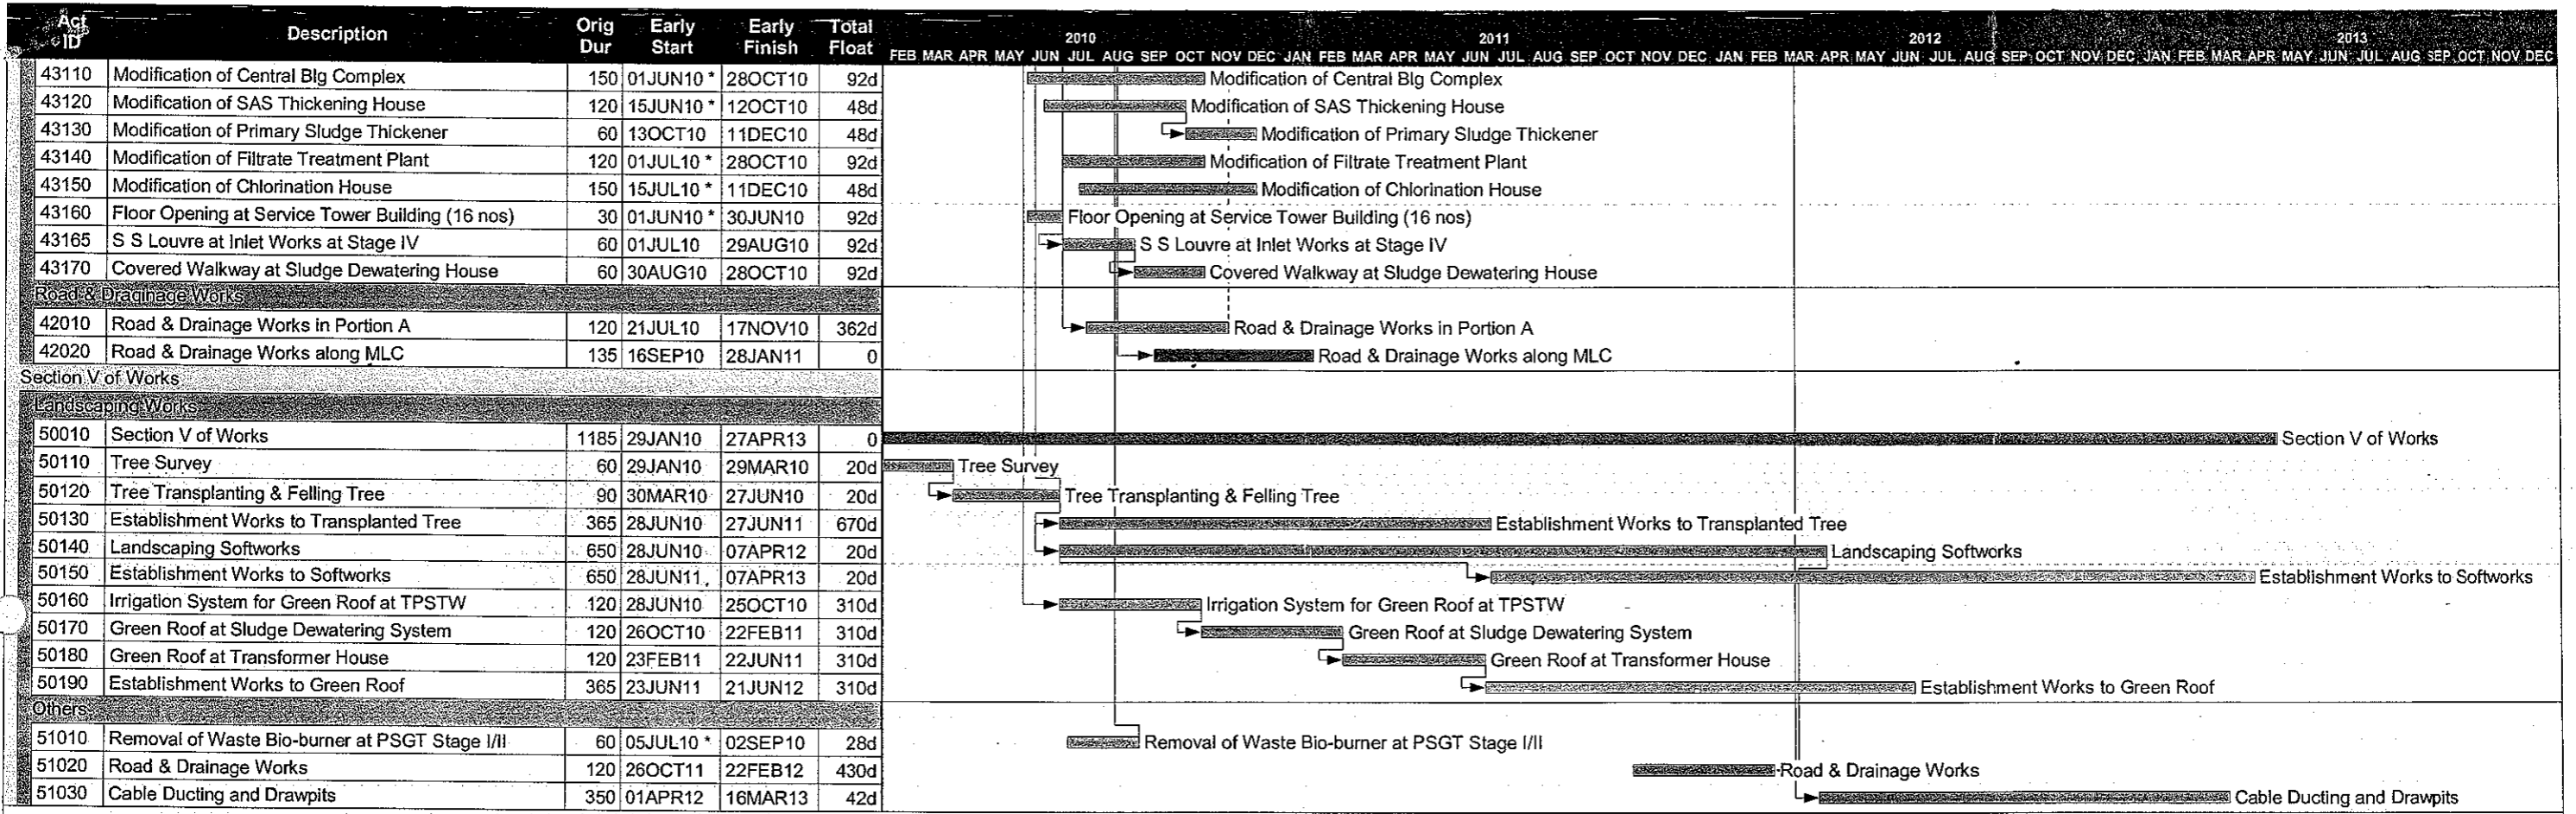 Act ID Description Orig Dur Early Start Early Finish Total Float
2010 2011 2012 2013
FEB MAR APR MAY JUN JUL AUG SEP OCT NOV DEC JAN FEB MAR APR MAY JUN JUL AUG SEP OCT NOV DEC JAN FEB MAR APR MAY JUN JUL AUG SEP OCT NOV DEC JAN FEB MAR APR MAY JUN JUL AUG SEP OCT NOV DEC
43110 Modification of Central Blg Complex 150 01JUN10 * 28OCT10 92d Modification of Central Blg Complex
43120 Modification of SAS Thickening House 120 15JUN10 * 12OCT10 48d Modification of SAS Thickening House
43130 Modification of Primary Sludge Thickener 60 13OCT10 11DEC10 48d Modification of Primary Sludge Thickener
43140 Modification of Filtrate Treatment Plant 120 01JUL10 * 28OCT10 92d Modification of Filtrate Treatment Plant
43150 Modification of Chlorination House 150 15JUL10 * 11DEC10 48d Modification of Chlorination House
43160 Floor Opening at Service Tower Building (16 nos) 30 01JUN10 * 30JUN10 92d Floor Opening at Service Tower Building (16 nos)
43165 S S Louvre at Inlet Works at Stage IV 60 01JUL10 29AUG10 92d S S Louvre at Inlet Works at Stage IV
43170 Covered Walkway at Sludge Dewatering House 60 30AUG10 28OCT10 92d Covered Walkway at Sludge Dewatering House
Road & Draginage Works
42010 Road & Drainage Works in Portion A 120 21JUL10 17NOV10 362d Road & Drainage Works in Portion A
42020 Road & Drainage Works along MLC 135 16SEP10 28JAN11 0 Road & Drainage Works along MLC
Section V of Works
Landscaping Works
50010 Section V of Works 1185 29JAN10 27APR13 0 Section V of Works
50110 Tree Survey 60 29JAN10 29MAR10 20d Tree Survey
50120 Tree Transplanting & Felling Tree 90 30MAR10 27JUN10 20d Tree Transplanting & Felling Tree
50130 Establishment Works to Transplanted Tree 365 28JUN10 27JUN11 670d Establishment Works to Transplanted Tree
50140 Landscaping Softworks 650 28JUN10 07APR12 20d Landscaping Softworks
50150 Establishment Works to Softworks 650 28JUN11 07APR13 20d Establishment Works to Softworks
50160 Irrigation System for Green Roof at TPSTW 120 28JUN10 25OCT10 310d Irrigation System for Green Roof at TPSTW
50170 Green Roof at Sludge Dewatering System 120 26OCT10 22FEB11 310d Green Roof at Sludge Dewatering System
50180 Green Roof at Transformer House 120 23FEB11 22JUN11 310d Green Roof at Transformer House
50190 Establishment Works to Green Roof 365 23JUN11 21JUN12 310d Establishment Works to Green Roof
Others
51010 Removal of Waste Bio-burner at PSGT Stage I/II 60 05JUL10 * 02SEP10 28d Removal of Waste Bio-burner at PSGT Stage I/II
51020 Road & Drainage Works 120 26OCT11 22FEB12 430d Road & Drainage Works
51030 Cable Ducting and Drawpits 350 01APR12 16MAR13 42d Cable Ducting and Drawpits